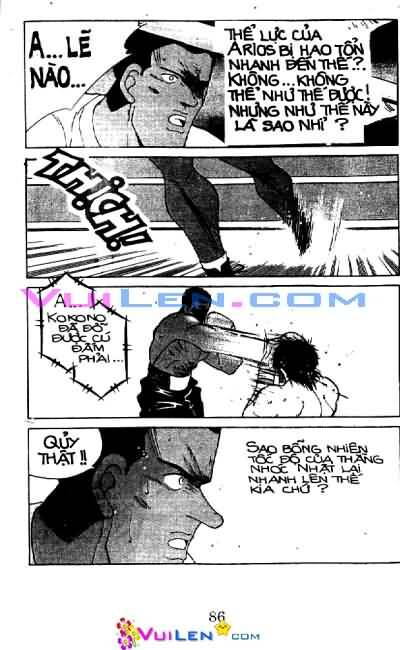 A...LẼ
NÀO...
THỂ LỰC CỦA
ARIOS BỊ HAO TỔN
NHANH ĐẾN THẾ?..
KHÔNG...KHÔNG
THỂ NHƯ THẾ ĐƯỢC!
NHƯNG NHƯ THẾ NÀY
LÀ SAO NHỈ ?
THỊCH!
A...
KOKONO
ĐÃ ĐỠ
ĐƯỢC CÚ
ĐẤM
PHẢI...
VuiLen.com
QỦY
THẬT!!
SAO BỖNG NHIÊN
TỐC ĐỘ CỦA THẰNG
NHÓC NHẬT LẠI
NHANH LÊN THẾ
KIA CHỨ ?
86
VuiLen.com